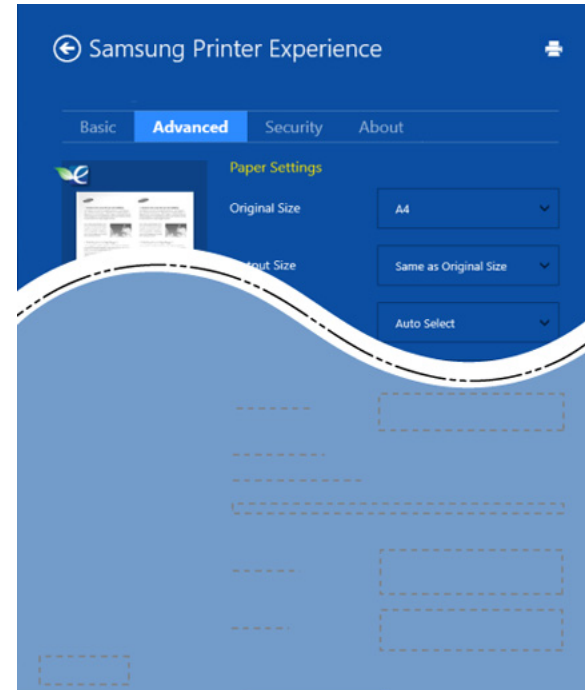 Samsung Printer Experience
Basic Advanced Security About
Paper Settings
Original Size A4
Size Same as Original Size
Auto Select